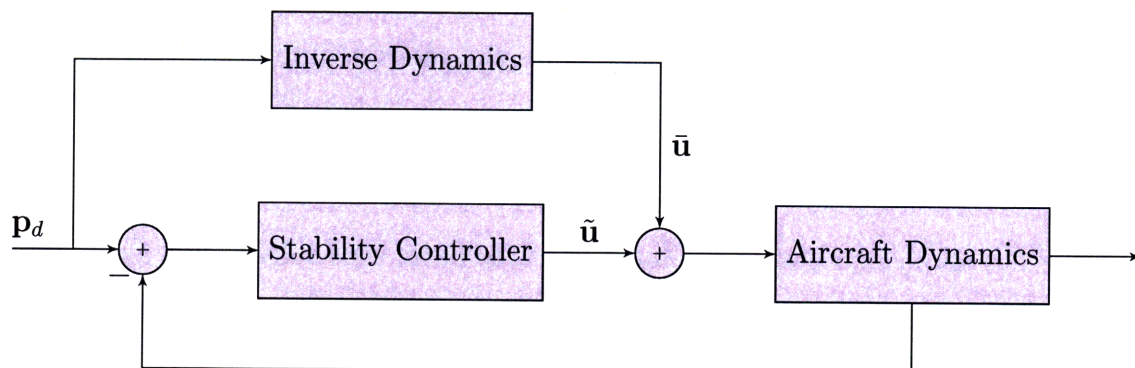 Inverse Dynamics
ū
p_d
+
Stability Controller
ũ
+
Aircraft Dynamics
−